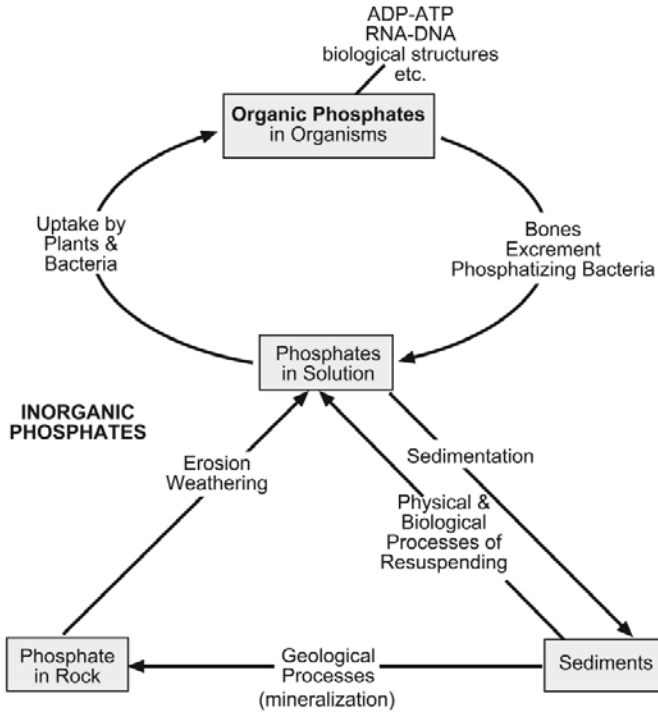 ADP-ATP
RNA-DNA
biological structures
etc.
Organic Phosphates
in Organisms
Uptake by
Plants &
Bacteria
Bones
Excrement
Phosphatizing Bacteria
Phosphates
in Solution
INORGANIC
PHOSPHATES
Erosion
Weathering
Sedimentation
Physical &
Biological
Processes of
Resuspending
Phosphate
in Rock
Geological
Processes
(mineralization)
Sediments